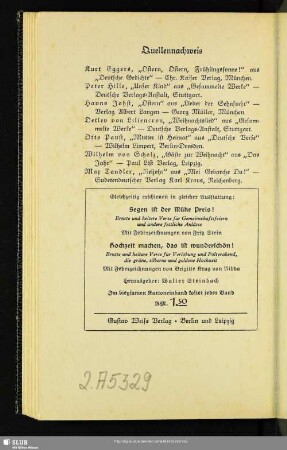 Quellennachweis
Kurt Eggers, „Ostern, Ostern, Frühlingssonne!" aus
„Deutsche Gedichte" — Chr. Kaiser Verlag, München.
Peter Hille, „Unser Kind" aus „Gesammelte Werke" —
Deutsche Verlags-Anstalt, Stuttgart.
Hanns Johst, „Ostern" aus „Lieder der Sehnsucht" —
Verlag Albert Langen — Georg Müller, München.
Detlev von Liliencron, „Weihnachtslied" aus „Gesam-
melte Werke" — Deutsche Verlags-Anstalt, Stuttgart.
Otto Paust, „Mutter ist Heimat" aus „Deutsche Verse"
— Wilhelm Limpert, Berlin-Dresden.
Wilhelm von Scholz, „Gäste zur Weihnacht" aus „Das
Jahr" — Paul List Verlag, Leipzig.
May Tandler, aus „Mei Gebardr Du!" —
Sudetendeutscher Verlag Karl Kraus, Reichenberg.
Gleichzeitig erschienen in gleicher Ausstattung:
Segen ist der Mühe Preis!
Ernste und heitere Verse für Gemeinschaftsfeiern
und andere festliche Anlässe
Mit Federzeichnungen von Fritz Stein
Hochzeit machen, das ist wunderschön!
Ernste und heitere Verse für Verlobung und Polterabend,
die grüne, silberne und goldene Hochzeit
Mit Federzeichnungen von Brigitte Krug von Nidda
Herausgeber: Walter Steinbach
Im biegsamen Kartoneinband kostet jeder Band
RM. 1,50
Gustav Weise Verlag • Berlin und Leipzig
2.A5329
SLUB